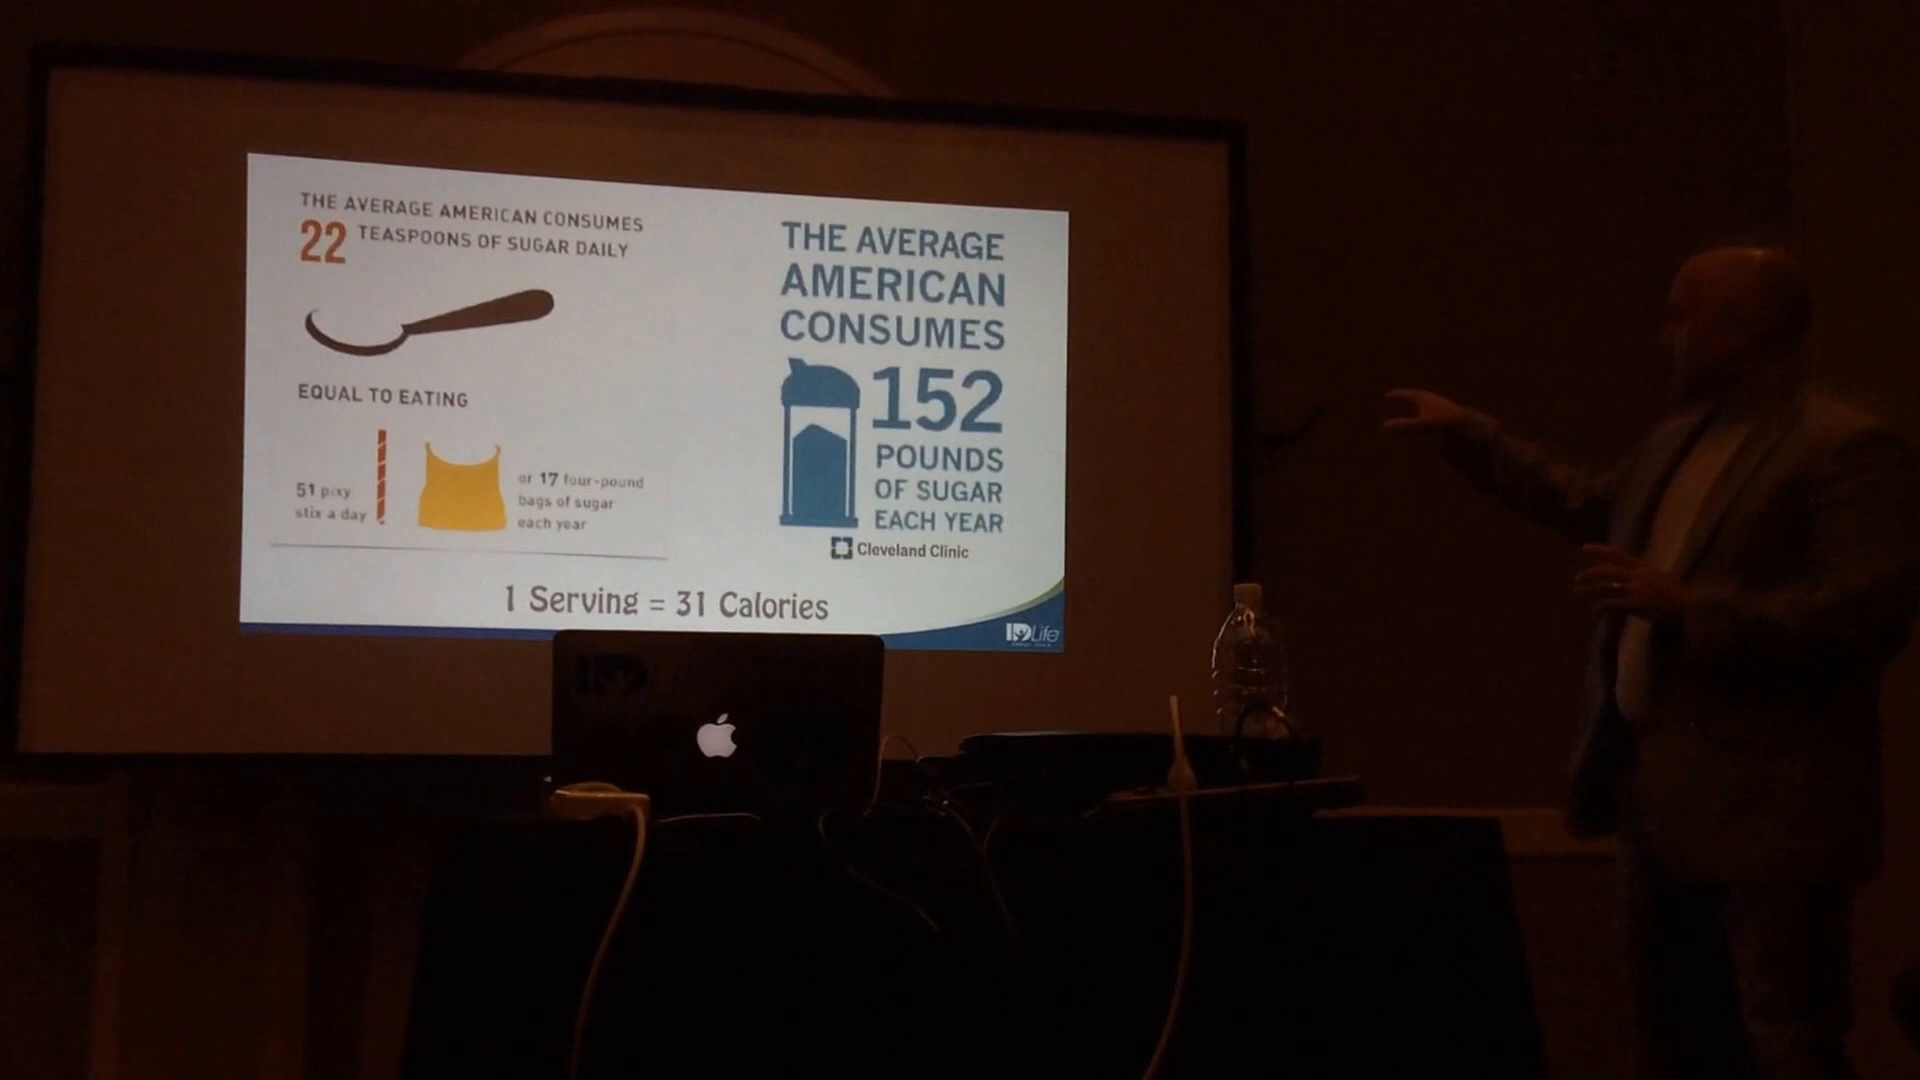 THE AVERAGE AMERICAN CONSUMES
22 TEASPOONS OF SUGAR DAILY
EQUAL TO EATING
51 pixy
stix a day
or 17 four-pound
bags of sugar
each year
THE AVERAGE
AMERICAN
CONSUMES
152
POUNDS
OF SUGAR
EACH YEAR
Cleveland Clinic
1 Serving = 31 Calories
IDLife
ID